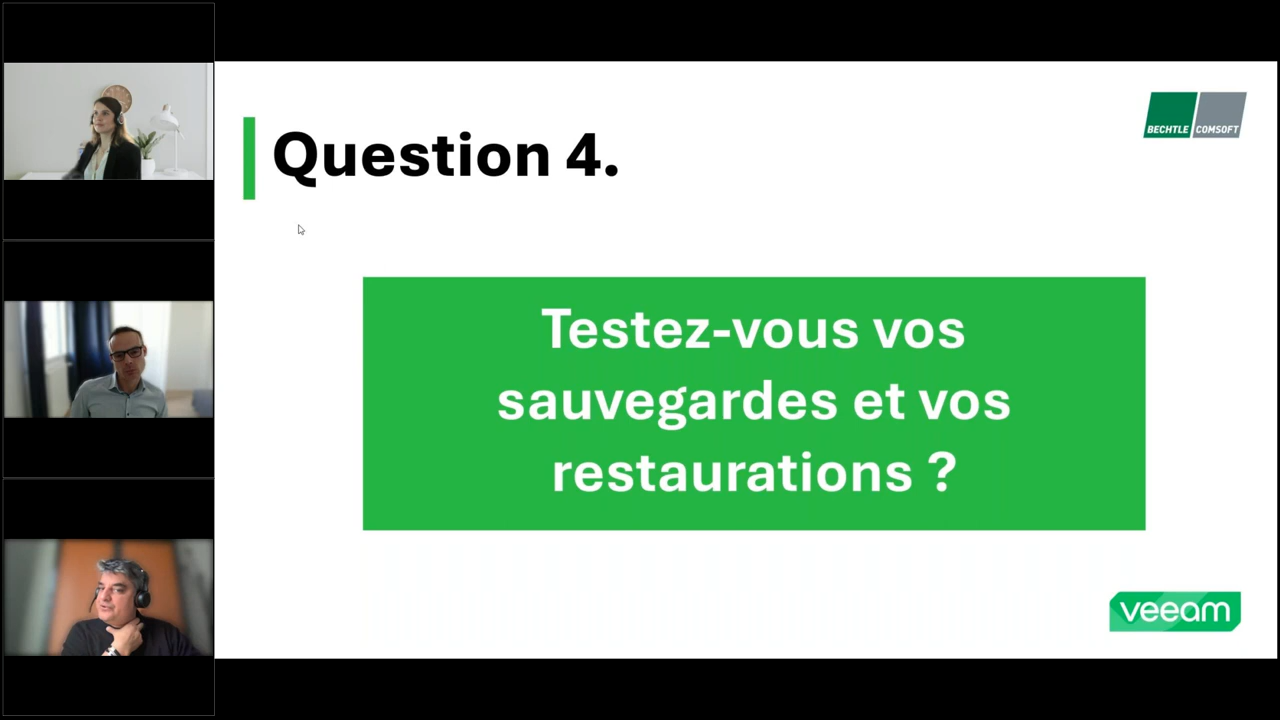 Question 4.
BECHTLE COMSOFT
Testez-vous vos
sauvegardes et vos
restaurations ?
veeam